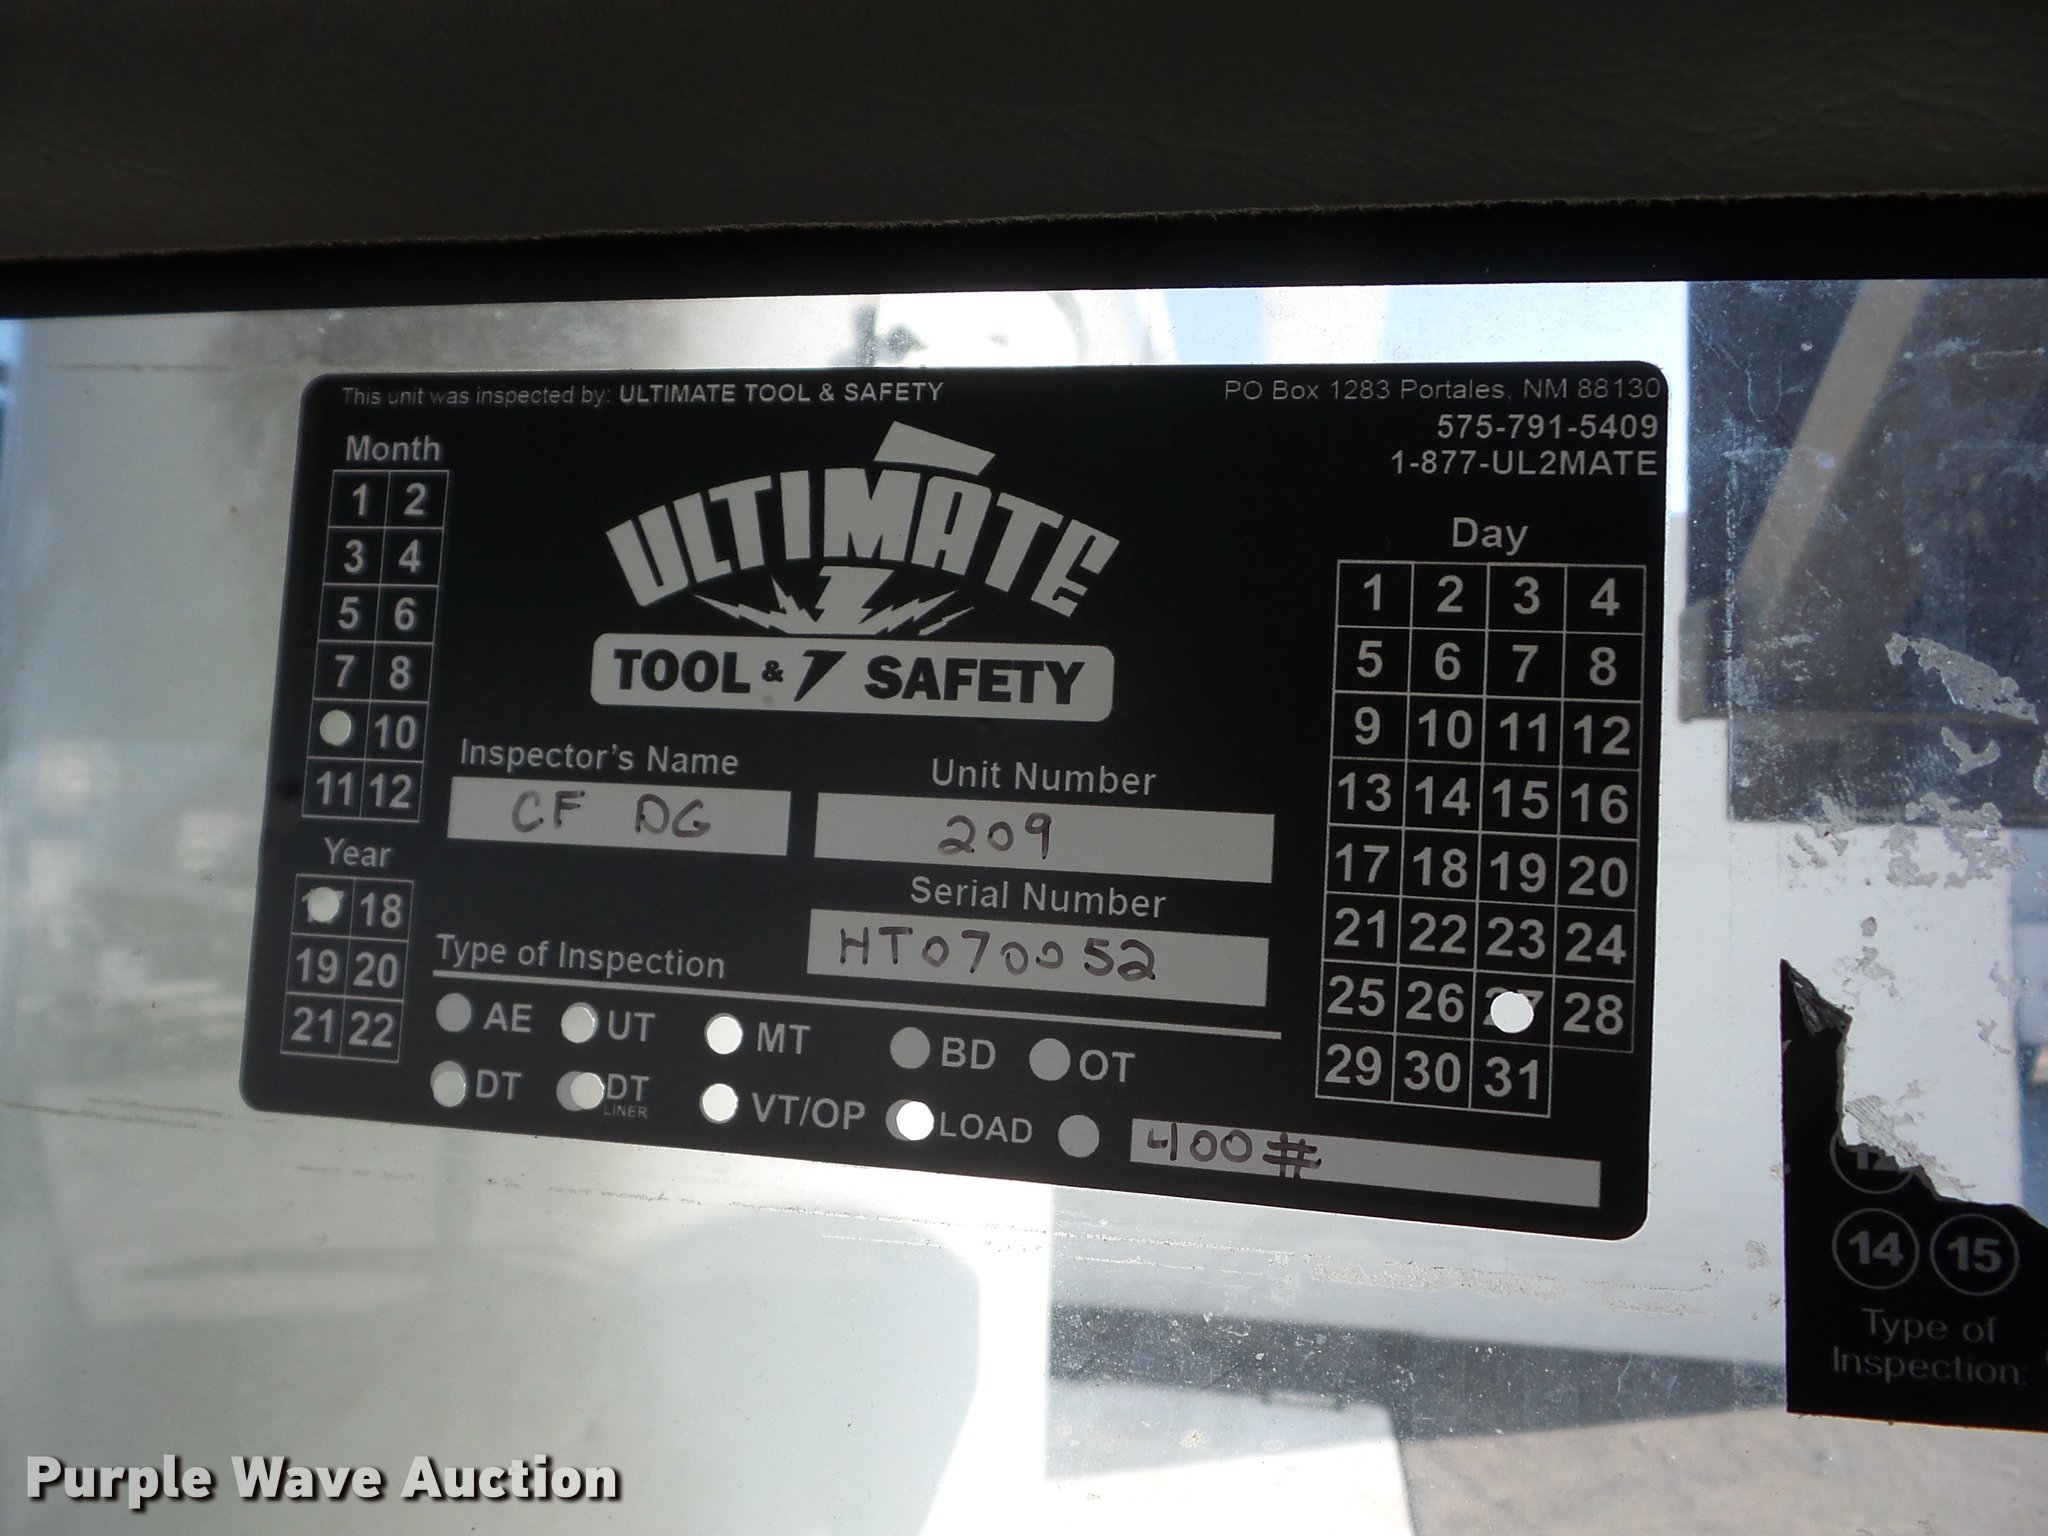 This unit was inspected by: ULTIMATE TOOL & SAFETY
PO Box 1283 Portales, NM 88130
575-791-5409
1-877-UL2MATE
Month
1 2
3 4
5 6
7 8
10
11 12
Year
17 18
19 20
21 22
ULTIMATE
TOOL & SAFETY
Inspector's Name
CF DG
Unit Number
209
Serial Number
HT070052
Type of Inspection
AE UT MT BD OT
DT DT LINER VT/OP LOAD 400#
Day
1 2 3 4
5 6 7 8
9 10 11 12
13 14 15 16
17 18 19 20
21 22 23 24
25 26 27 28
29 30 31
12
14 15
Type of
Inspection:
Purple Wave Auction